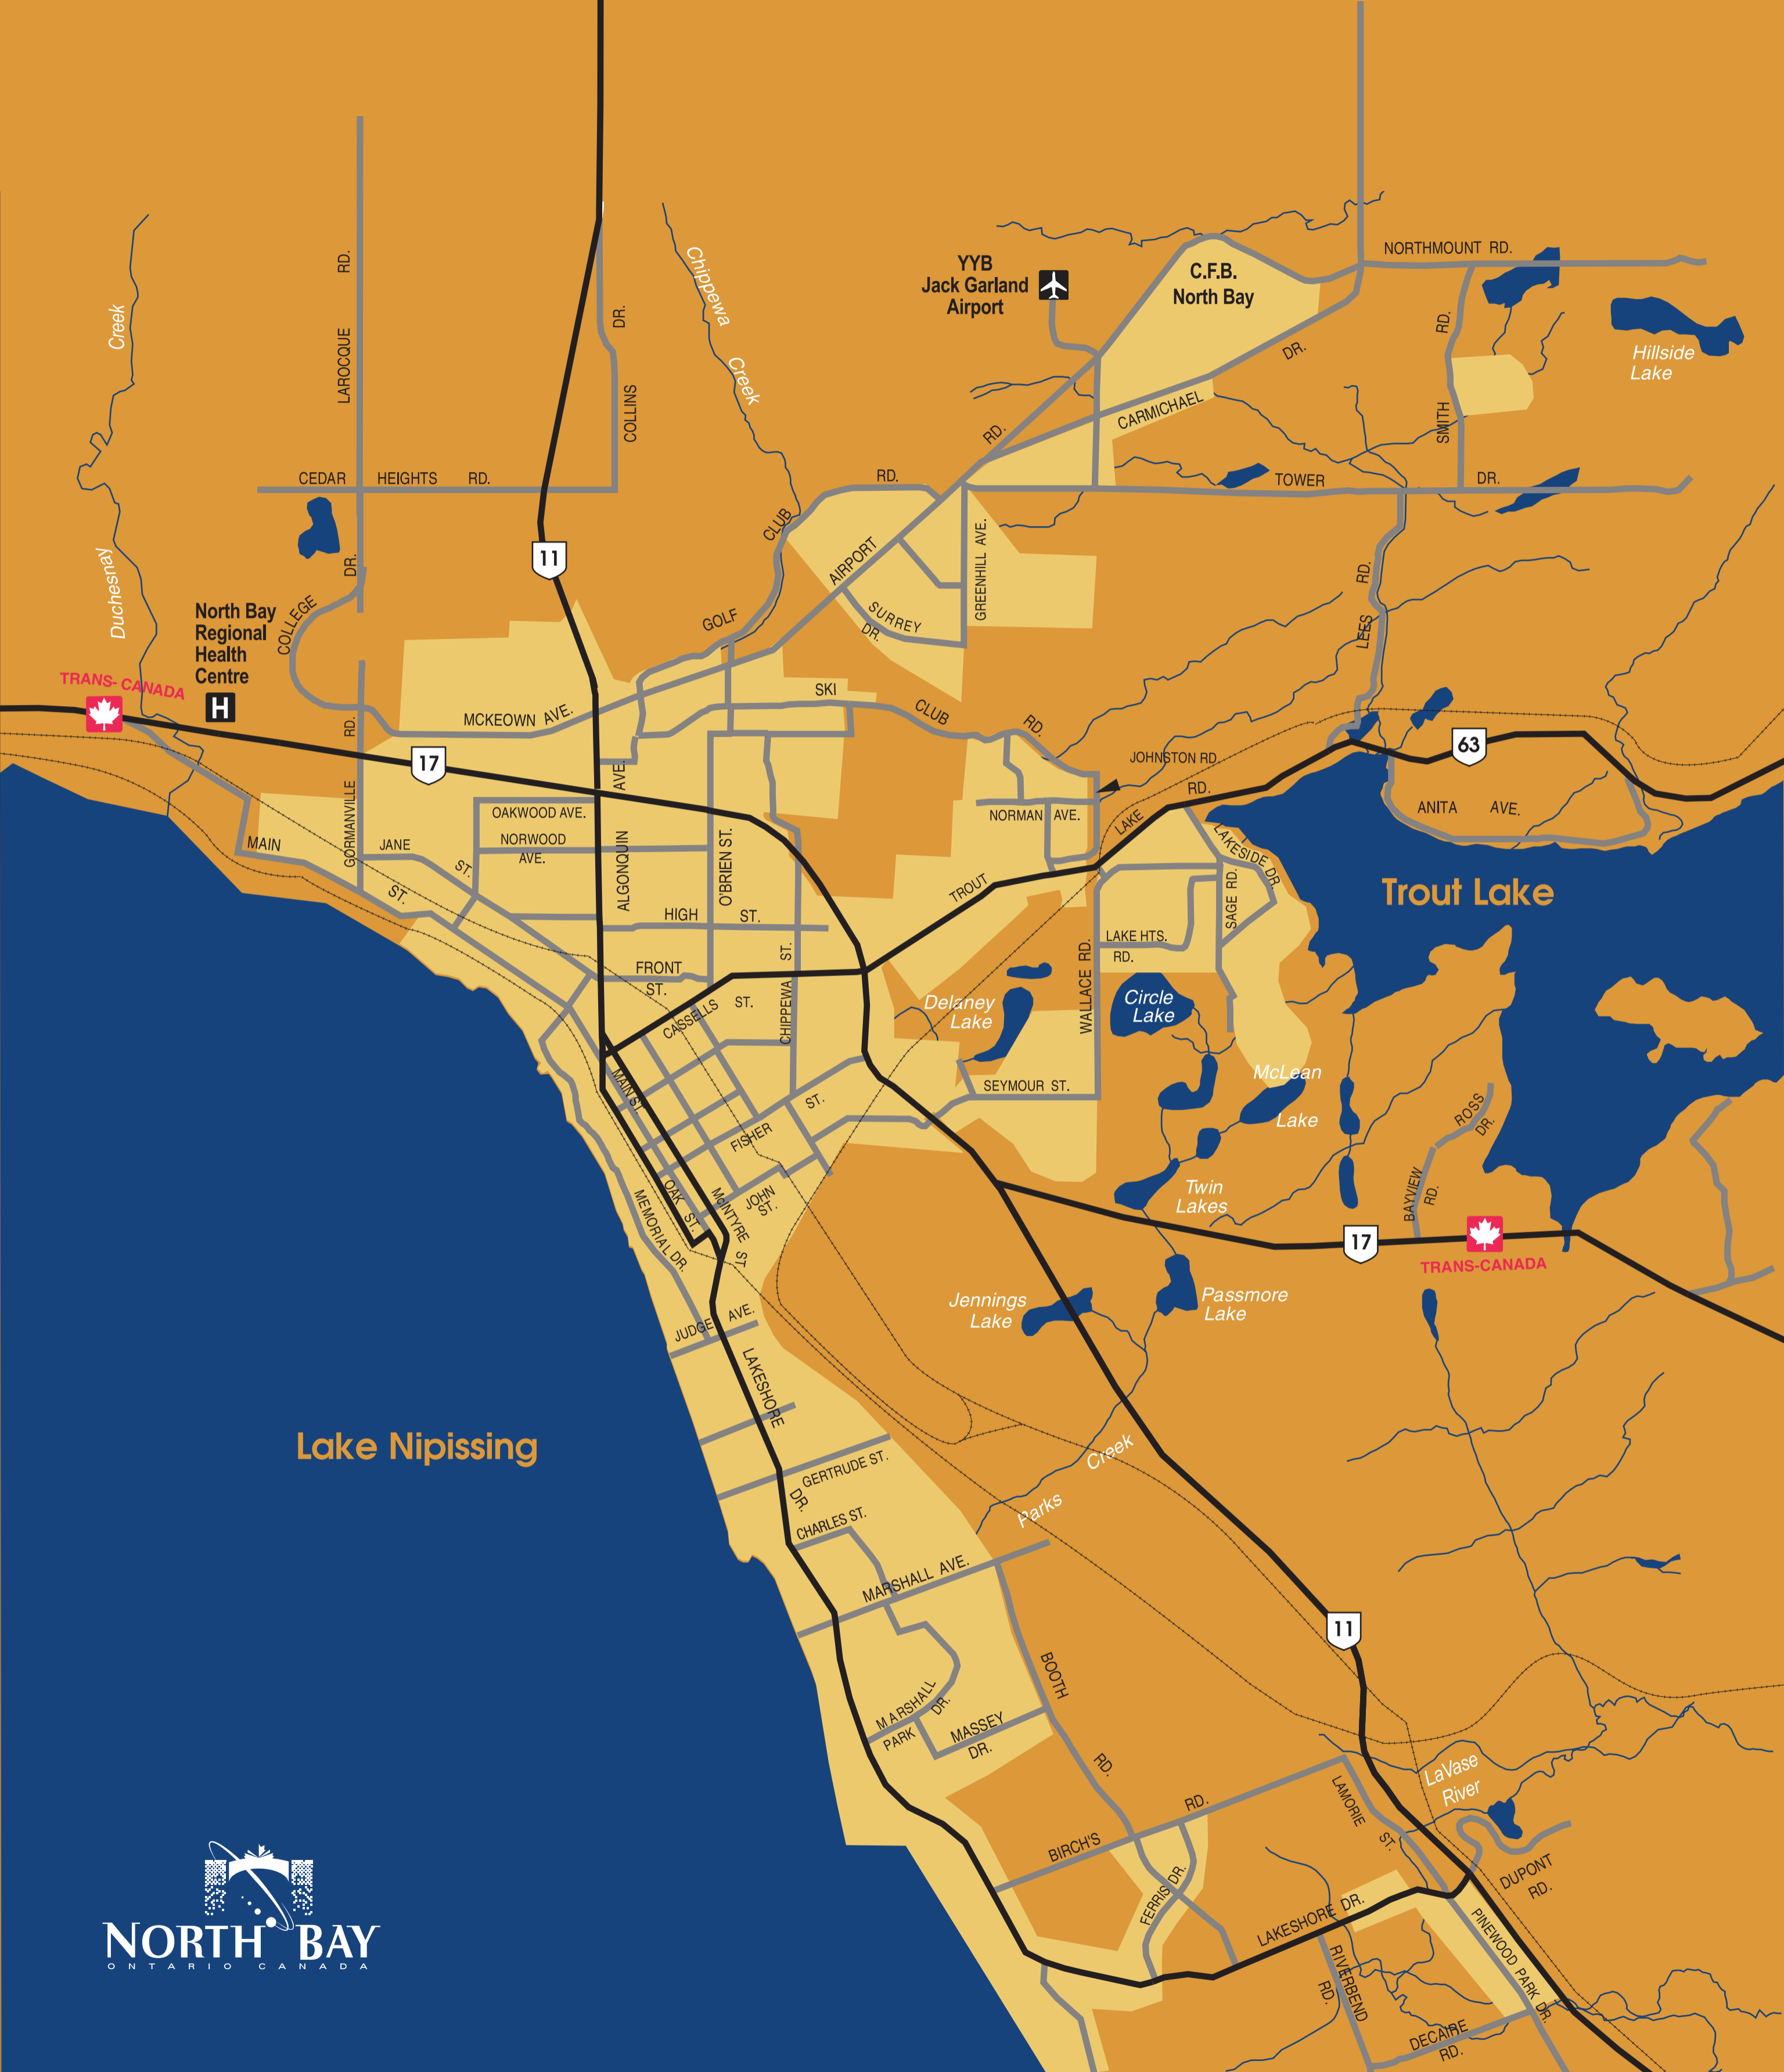 NORTHMOUNT RD.
YYB
Jack Garland
Airport
C.F.B.
North Bay
Chippewa
Creek
Creek
Duchesnay
LAROCQUE RD.
COLLINS DR.
RD.
SMITH
Hillside
Lake
DR.
CARMICHAEL
RD.
CEDAR HEIGHTS RD.
RD.
TOWER DR.
CLUB
GOLF
AIRPORT
GREENHILL AVE.
SURREY
DR.
11
DR.
COLLEGE
RD.
LEES
North Bay
Regional
Health
Centre
H
TRANS-CANADA
MCKEOWN AVE.
SKI
CLUB
RD.
RD.
GORMANVILLE
17
63
JOHNSTON RD.
RD.
LAKE
TROUT
ANITA AVE.
AVE.
ALGONQUIN
OAKWOOD AVE.
NORWOOD
AVE.
NORMAN AVE.
LAKESIDE DR.
MAIN
ST.
JANE
ST.
O'BRIEN ST.
SAGE RD.
Trout Lake
HIGH ST.
LAKE HTS.
RD.
ST.
CHIPPEWA
FRONT
ST.
CASSELLS ST.
WALLACE RD.
Delaney
Lake
Circle
Lake
McLean
Lake
MAIN ST.
SEYMOUR ST.
ST.
FISHER
ROSS
DR.
BAYVIEW
RD.
Twin
Lakes
OAK
ST.
McINTYRE
ST
JOHN
ST.
MEMORIAL DR.
17
TRANS-CANADA
Jennings
Lake
Passmore
Lake
JUDGE AVE.
LAKESHORE
DR.
Lake Nipissing
GERTRUDE ST.
Creek
Parks
CHARLES ST.
MARSHALL AVE.
11
BOOTH
RD.
MARSHALL
PARK
DR.
MASSEY
DR.
LaVase
River
LAMORIE
ST.
BIRCH'S
RD.
DUPONT
RD.
FERRIS DR.
LAKESHORE DR.
PINEWOOD PARK DR.
RIVERBEND
RD.
DECAIRE
RD.
NORTH BAY
ONTARIO CANADA